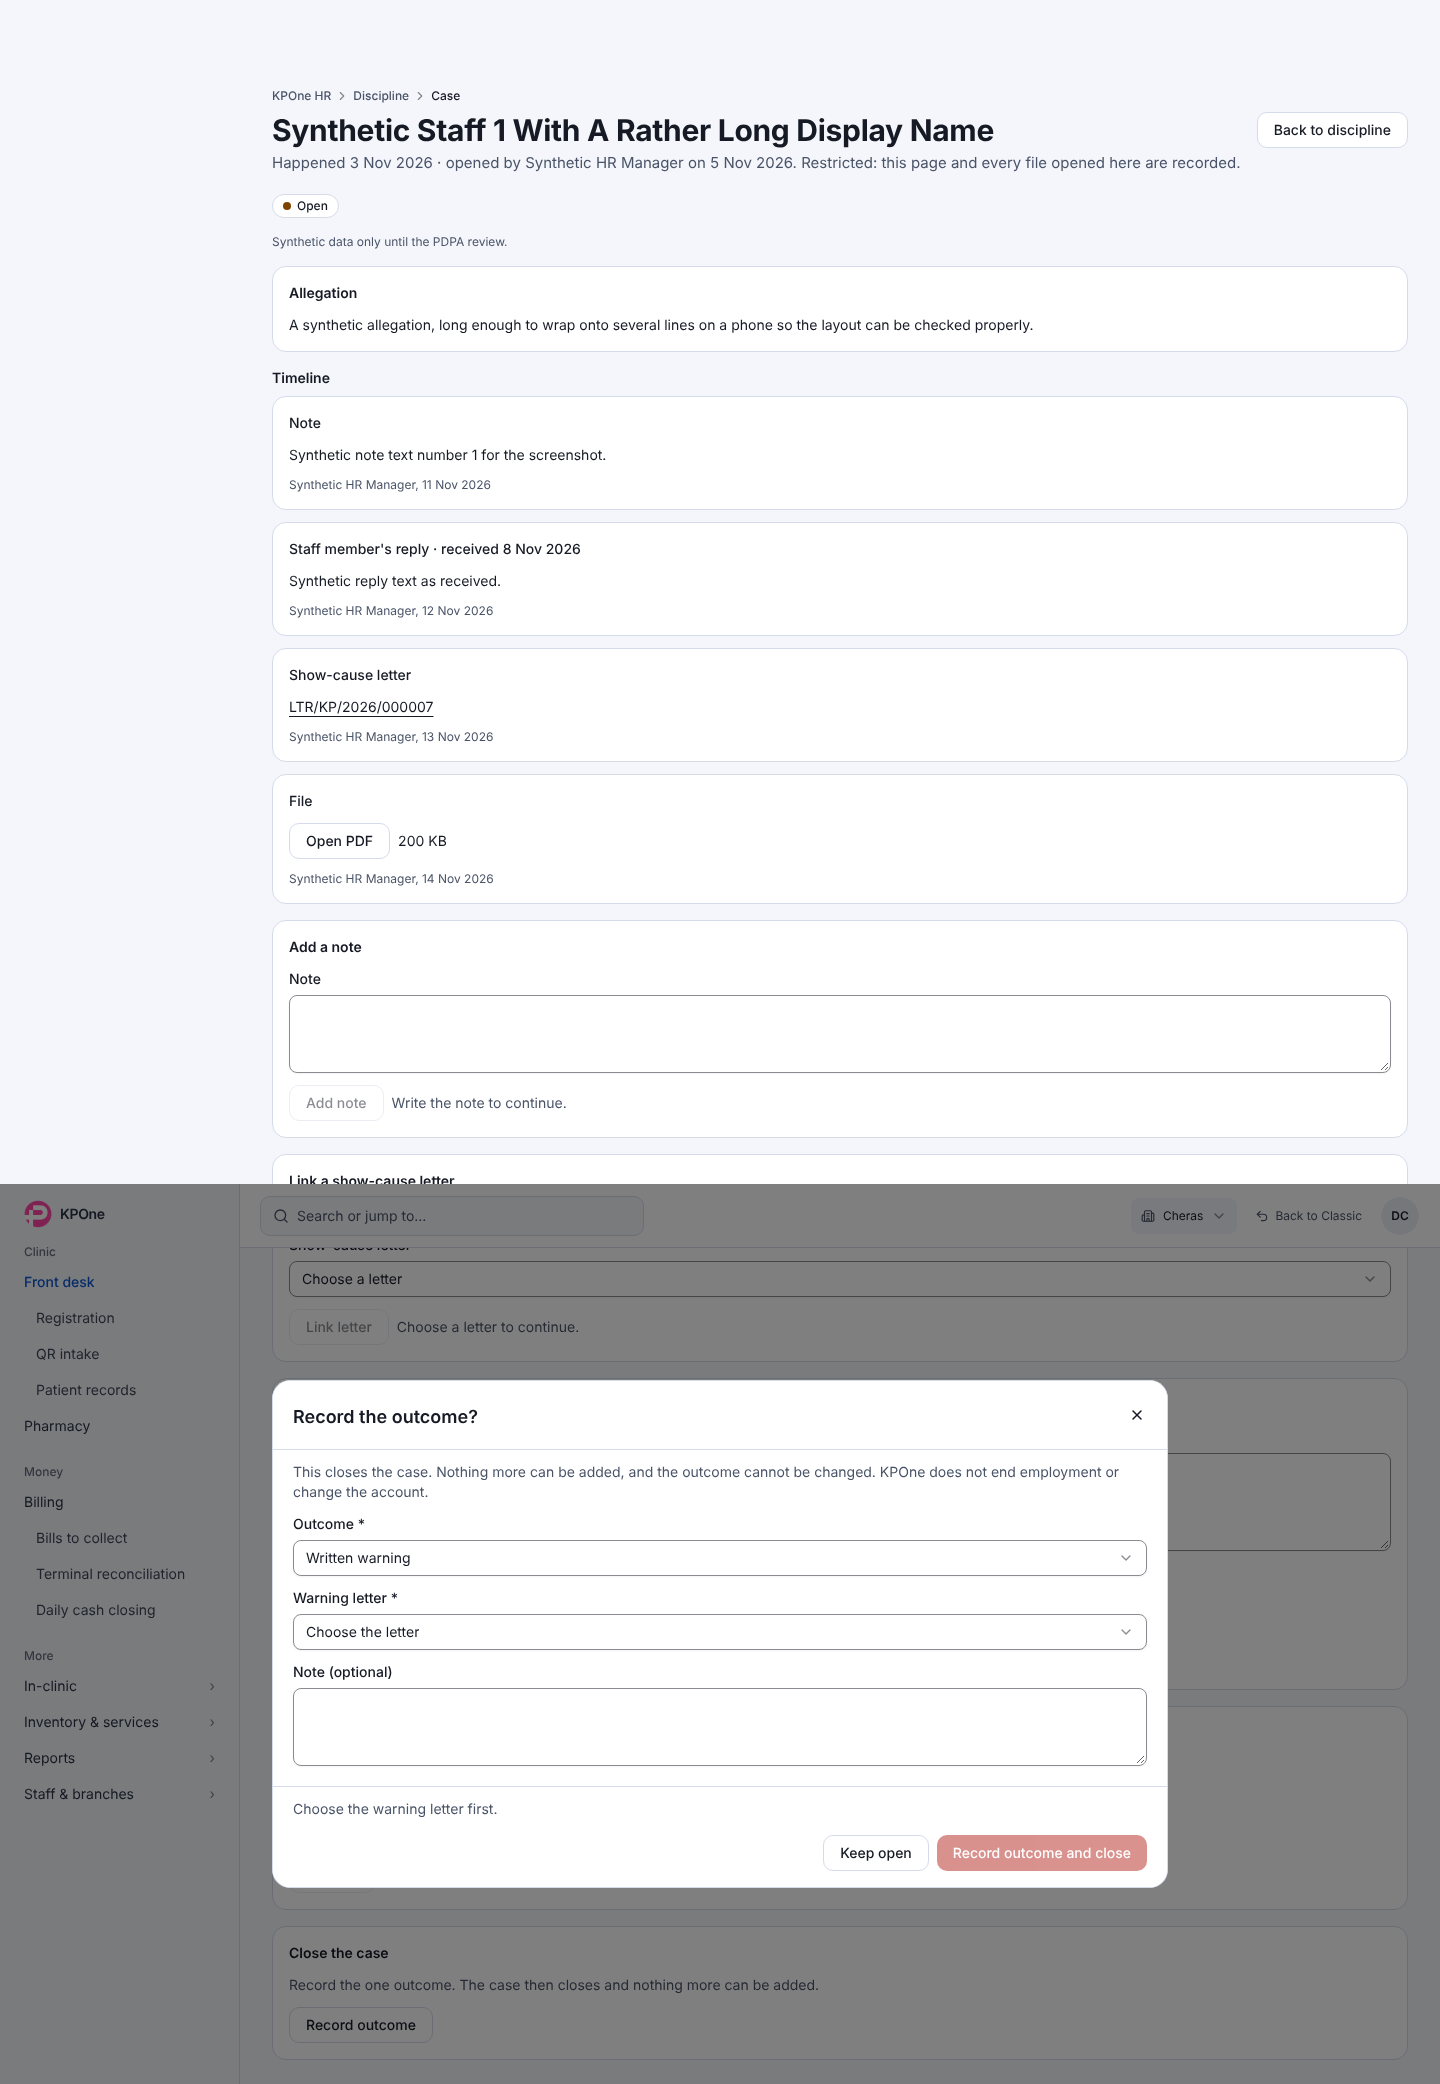 KPOne HR > Discipline > Case
Synthetic Staff 1 With A Rather Long Display Name
Back to discipline
Happened 3 Nov 2026 · opened by Synthetic HR Manager on 5 Nov 2026. Restricted: this page and every file opened here are recorded.
Open
Synthetic data only until the PDPA review.
Allegation
A synthetic allegation, long enough to wrap onto several lines on a phone so the layout can be checked properly.
Timeline
Note
Synthetic note text number 1 for the screenshot.
Synthetic HR Manager, 11 Nov 2026
Staff member's reply · received 8 Nov 2026
Synthetic reply text as received.
Synthetic HR Manager, 12 Nov 2026
Show-cause letter
LTR/KP/2026/000007
Synthetic HR Manager, 13 Nov 2026
File
Open PDF 200 KB
Synthetic HR Manager, 14 Nov 2026
Add a note
Note
Add note Write the note to continue.
Link a show-cause letter
KPOne
Search or jump to...
Cheras
Back to Classic
DC
Clinic
Front desk
Registration
QR intake
Patient records
Pharmacy
Money
Billing
Bills to collect
Terminal reconciliation
Daily cash closing
More
In-clinic
Inventory & services
Reports
Staff & branches
Show-cause letter
Choose a letter
Link letter Choose a letter to continue.
Record the outcome?
This closes the case. Nothing more can be added, and the outcome cannot be changed. KPOne does not end employment or
change the account.
Outcome *
Written warning
Warning letter *
Choose the letter
Note (optional)
Choose the warning letter first.
Keep open
Record outcome and close
Close the case
Record the one outcome. The case then closes and nothing more can be added.
Record outcome